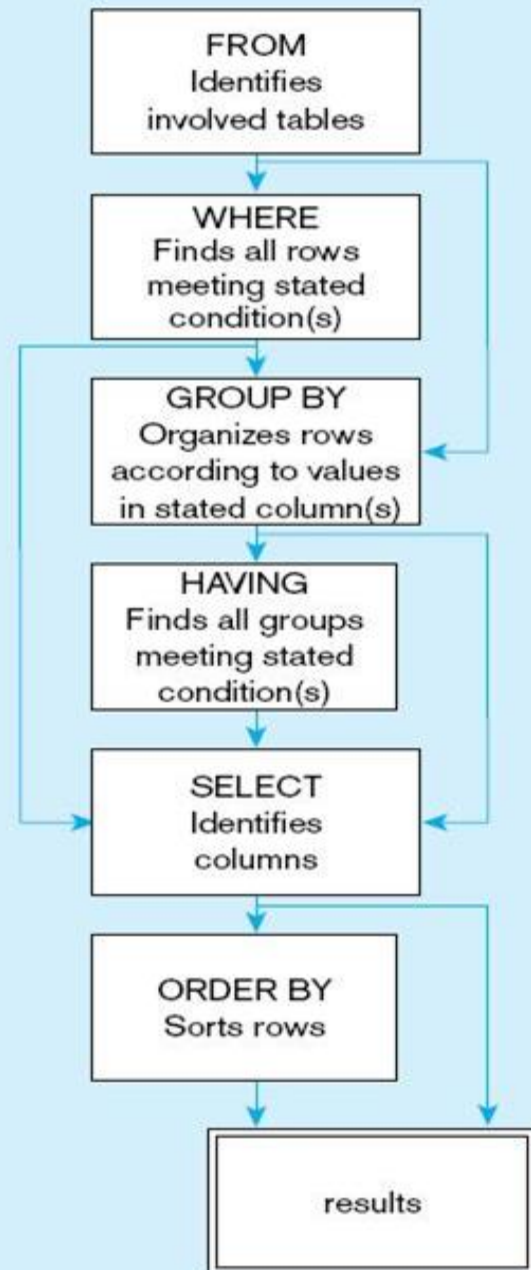 FROM
Identifies
involved tables
WHERE
Finds all rows
meeting stated
condition(s)
GROUP BY
Organizes rows
according to values
in stated column(s)
HAVING
Finds all groups
meeting stated
condition(s)
SELECT
Identifies
columns
ORDER BY
Sorts rows
results